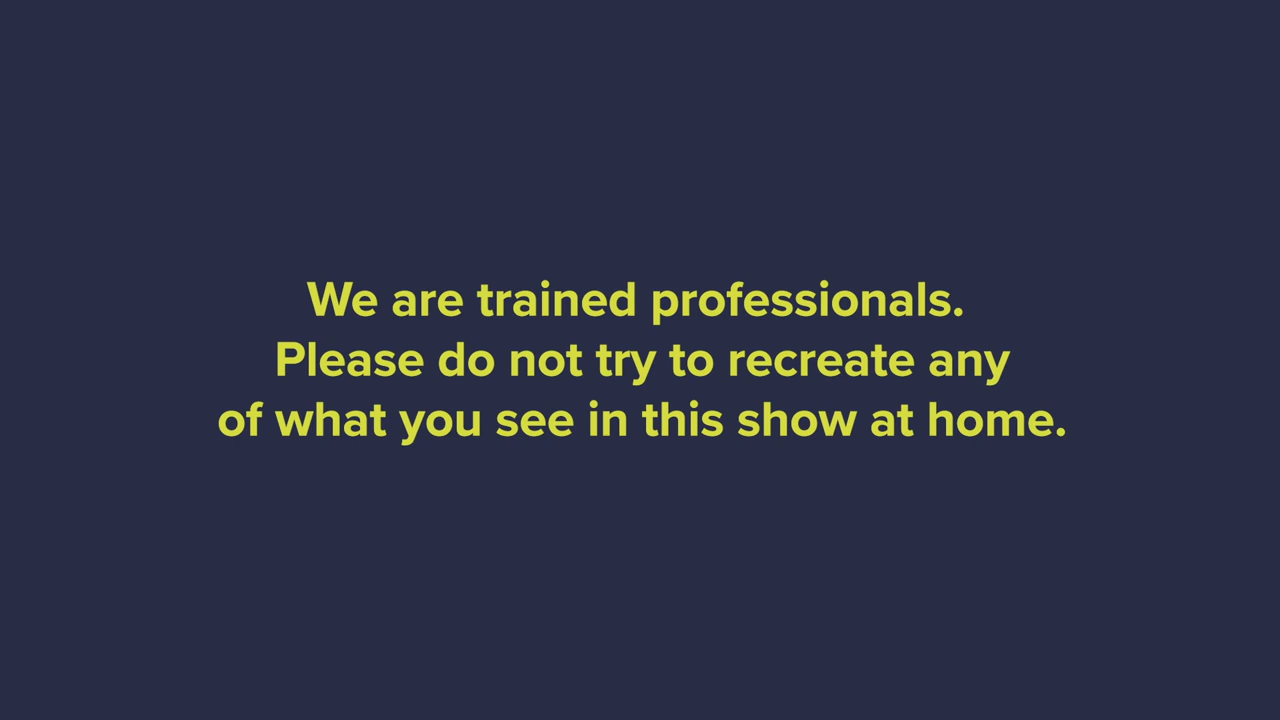 We are trained professionals.
Please do not try to recreate any
of what you see in this show at home.